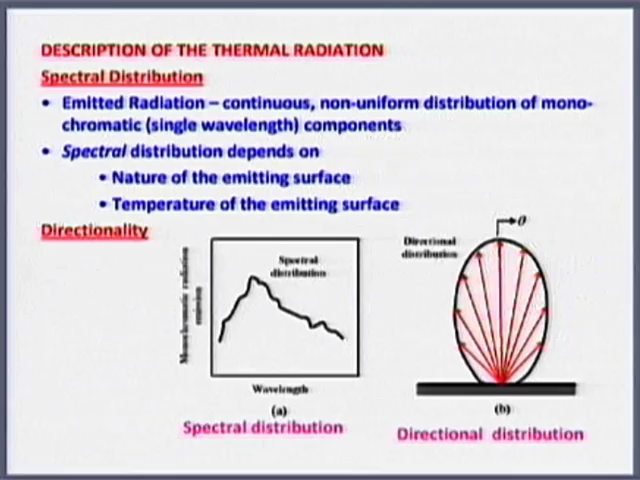 DESCRIPTION OF THE THERMAL RADIATION
Spectral Distribution
• Emitted Radiation – continuous, non-uniform distribution of mono-
chromatic (single wavelength) components
• Spectral distribution depends on
• Nature of the emitting surface
• Temperature of the emitting surface
Directionality
Monochromatic radiation
emission
Spectral
distribution
Wavelength
(a)
Spectral distribution
θ
Directional
distribution
(b)
Directional distribution